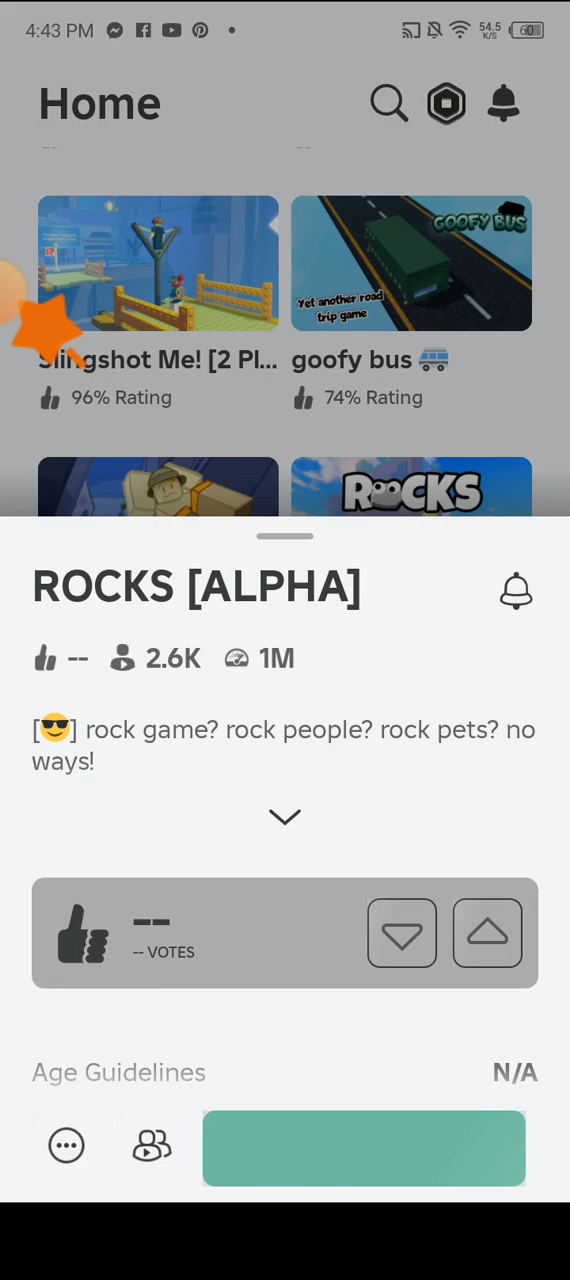 4:43 PM
54.5
K/S
60
Home
--
--
GOOFY BUS
Yet another road
trip game
Slingshot Me! [2 Pl...
goofy bus 🚐
96% Rating
74% Rating
ROCKS
ROCKS [ALPHA]
-- 2.6K 1M
[😎] rock game? rock people? rock pets? no
ways!
--
-- VOTES
Age Guidelines
N/A